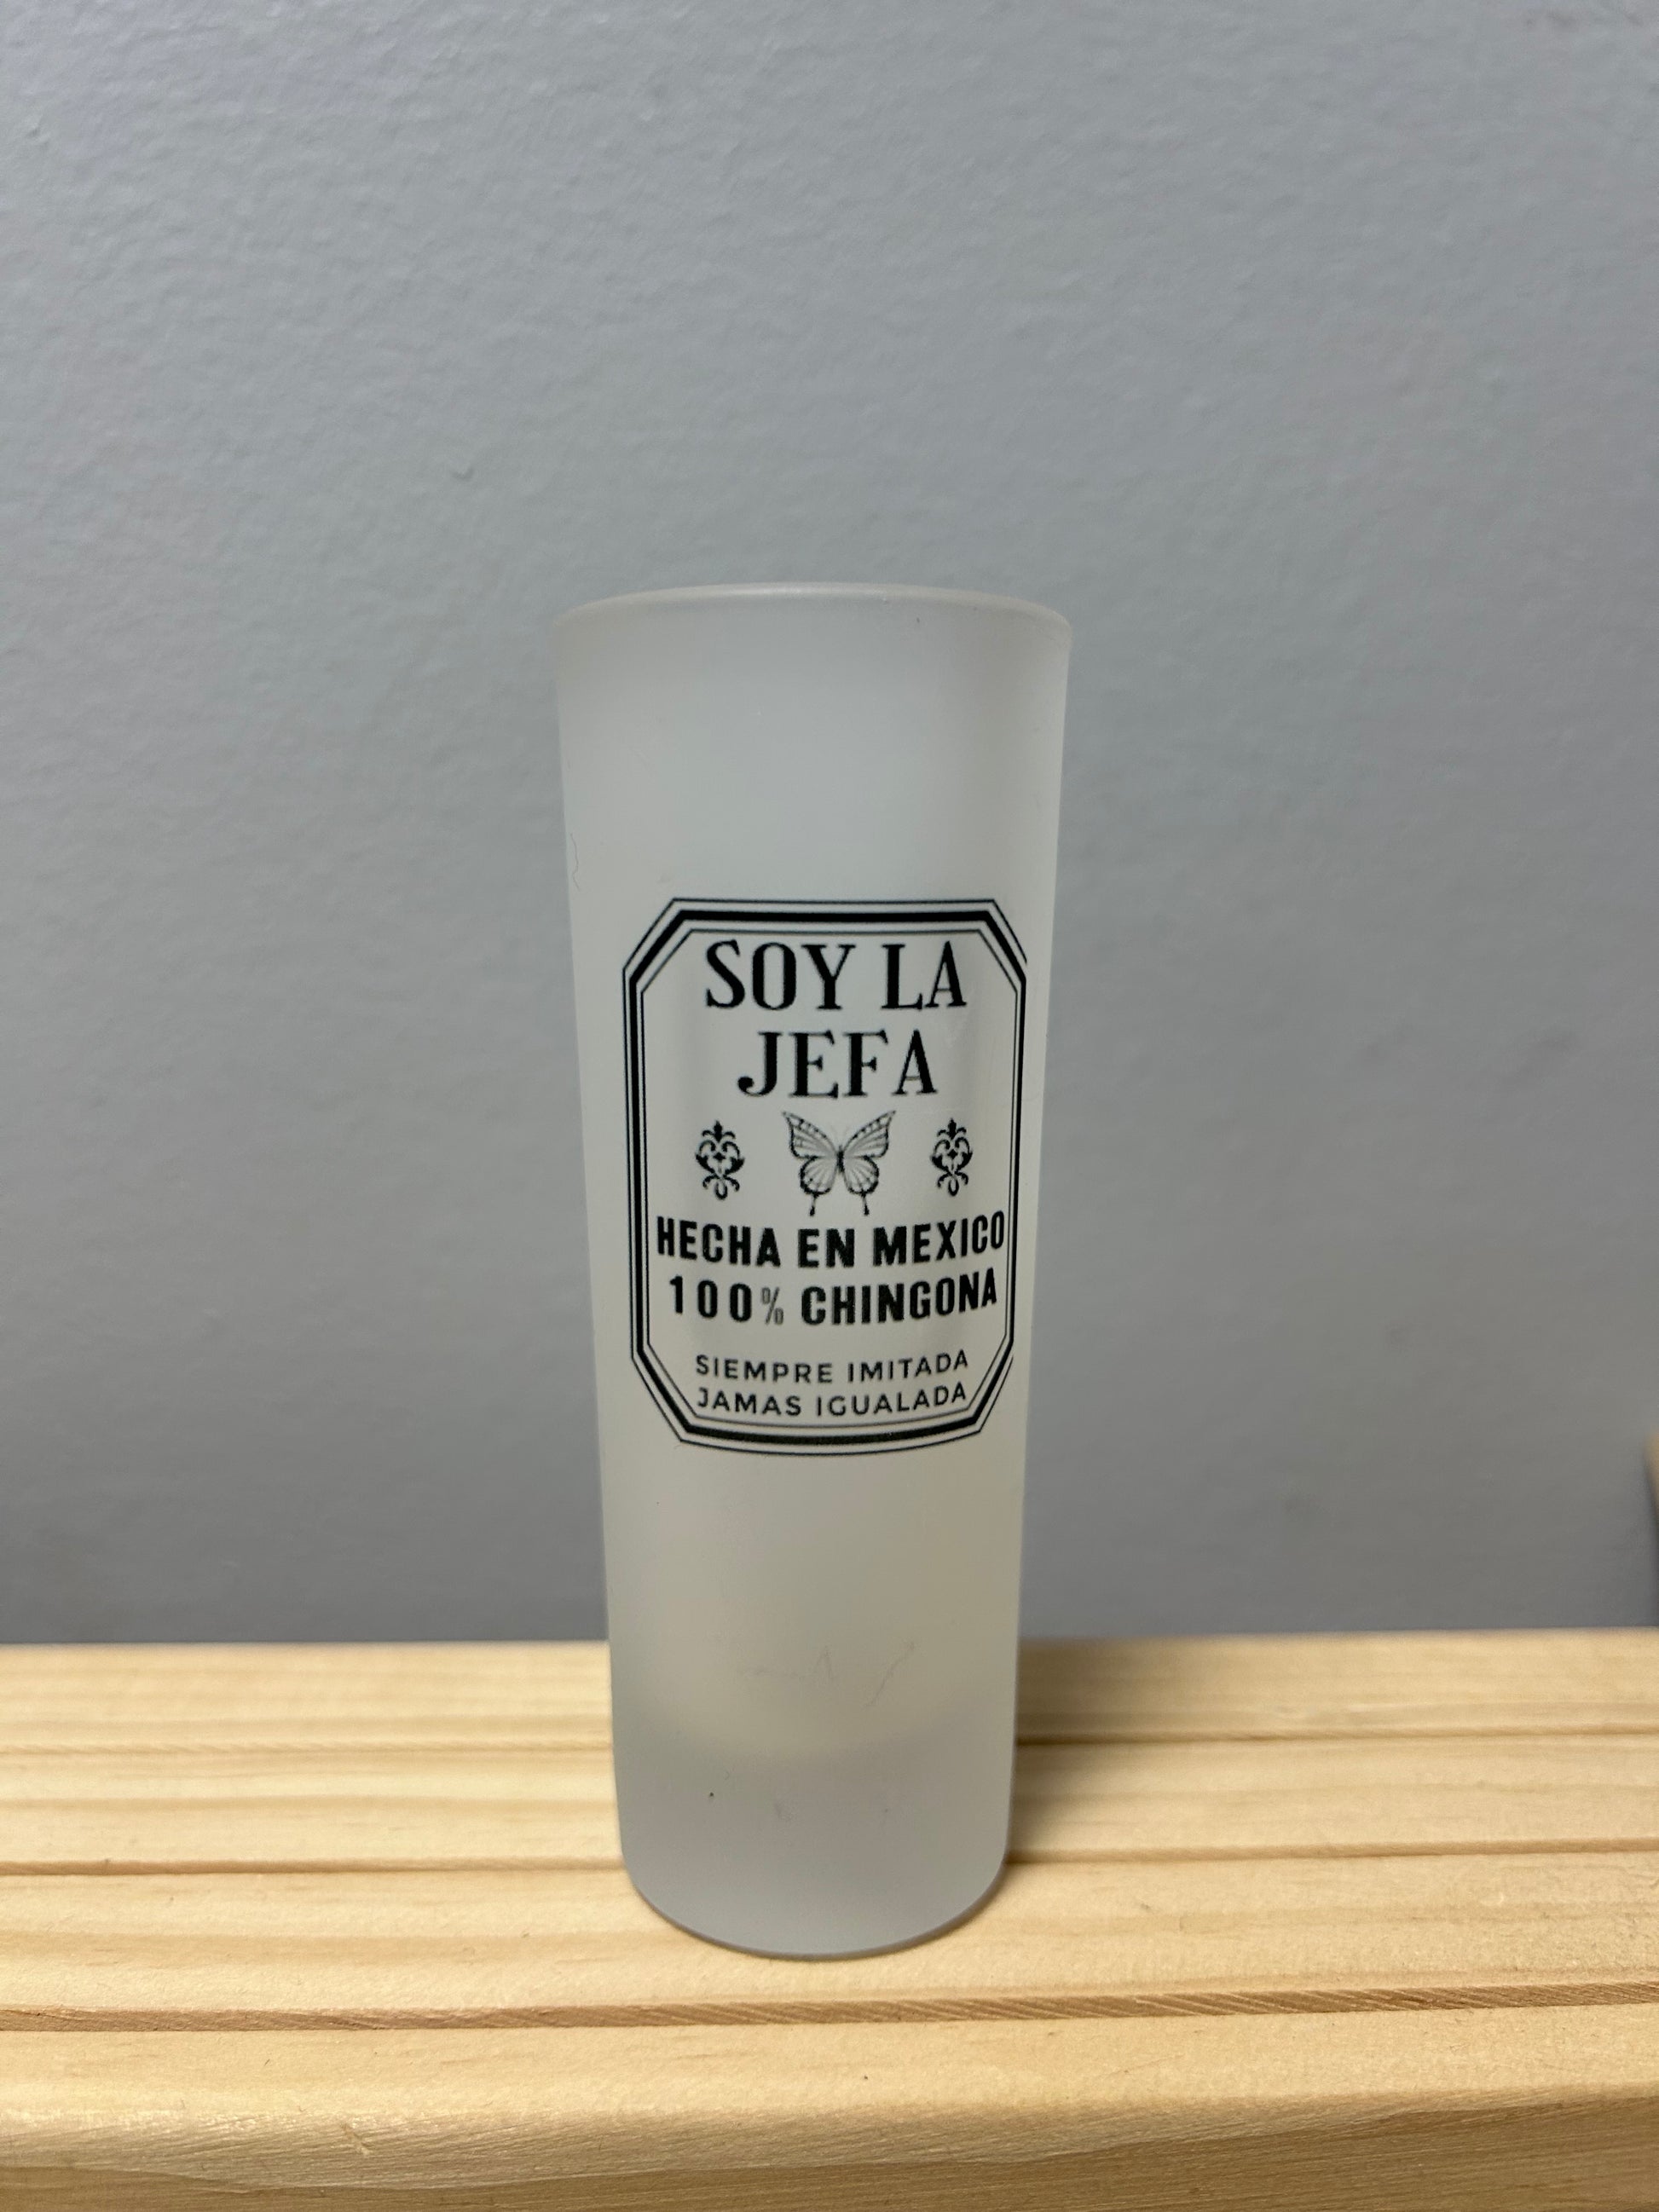 SOY LA
JEFA
HECHA EN MEXICO
100% CHINGONA
SIEMPRE IMITADA
JAMAS IGUALADA